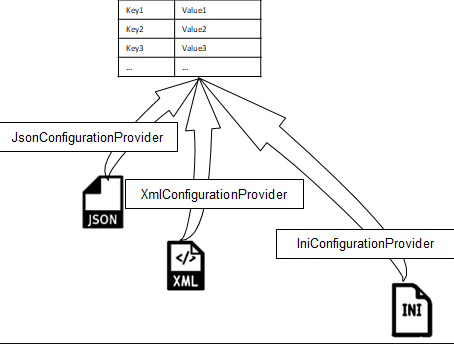 Key1 Value1
Key2 Value2
Key3 Value3
... ...
JsonConfigurationProvider
XmlConfigurationProvider
JSON
IniConfigurationProvider
</>
XML
INI